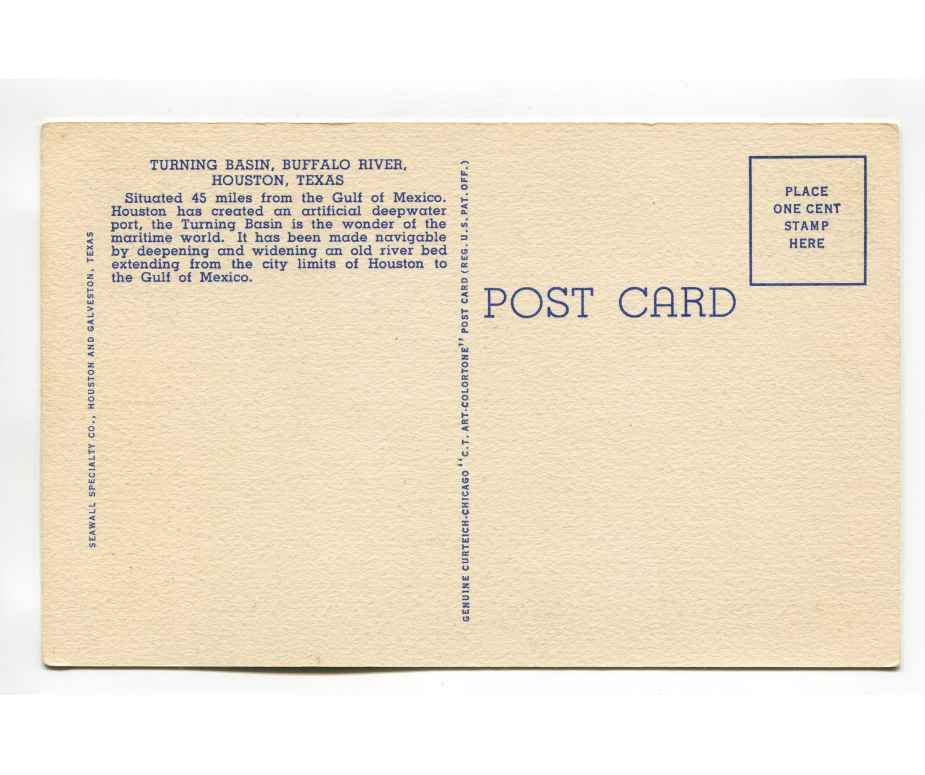 TURNING BASIN, BUFFALO RIVER,
HOUSTON, TEXAS
Situated 45 miles from the Gulf of Mexico.
Houston has created an artificial deepwater
port, the Turning Basin is the wonder of the
maritime world. It has been made navigable
by deepening and widening an old river bed
extending from the city limits of Houston to
the Gulf of Mexico.
SEAWALL SPECIALTY CO., HOUSTON AND GALVESTON, TEXAS
GENUINE CURTEICH-CHICAGO "C.T. ART-COLORTONE" POST CARD (REG. U.S. PAT. OFF.)
POST CARD
PLACE
ONE CENT
STAMP
HERE